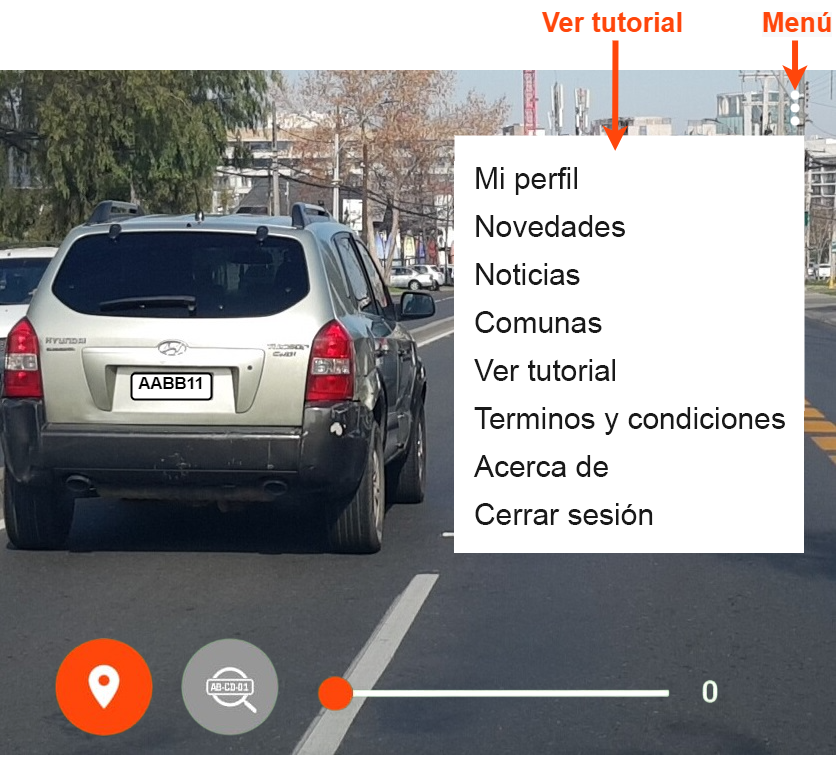 Ver tutorial
Menú
Mi perfil
Novedades
Noticias
Comunas
Ver tutorial
Terminos y condiciones
Acerca de
Cerrar sesión
HYUNDAI
AABB11
AB-CD-01
0